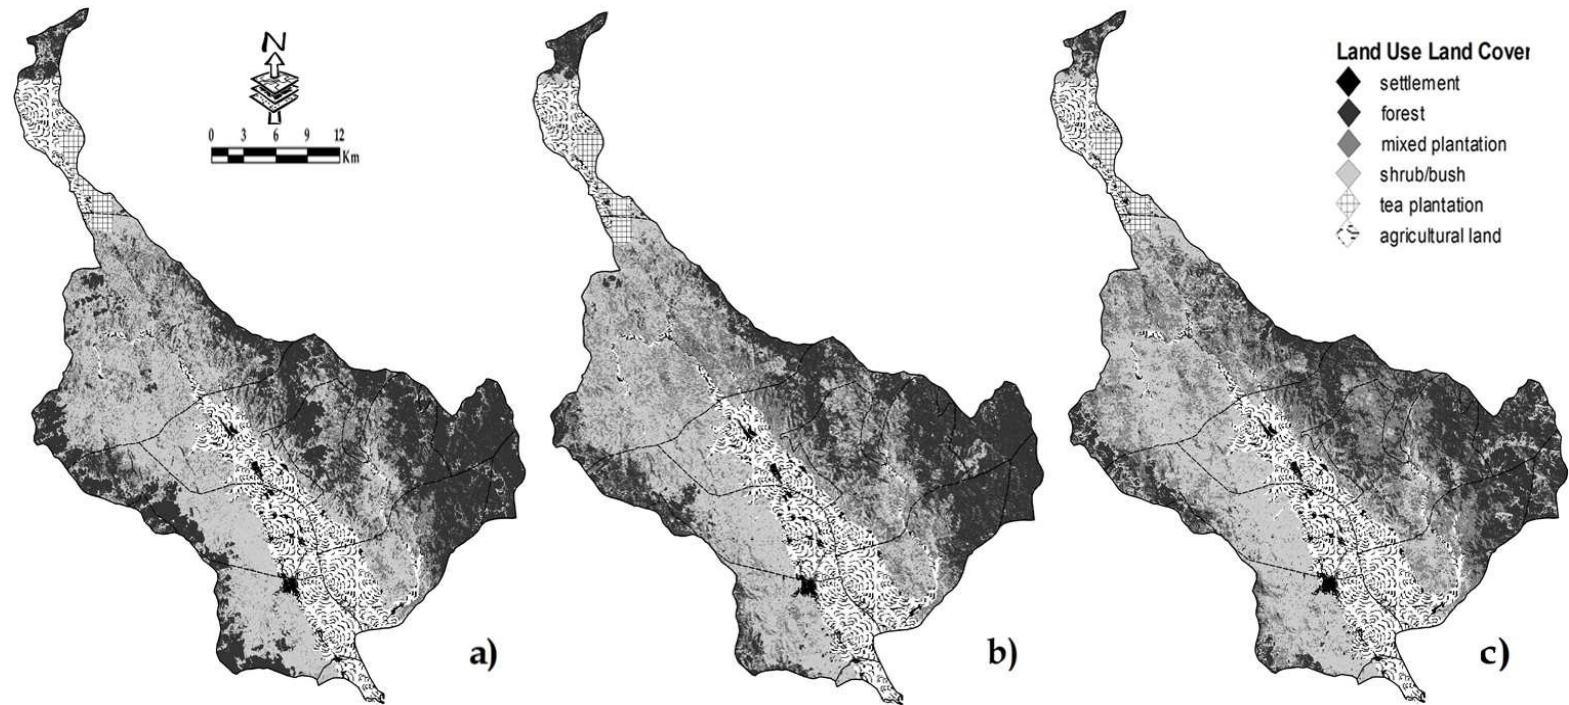 N
0 3 6 9 12
Km
Land Use Land Cover
settlement
forest
mixed plantation
shrub/bush
tea plantation
agricultural land
a)
b)
c)